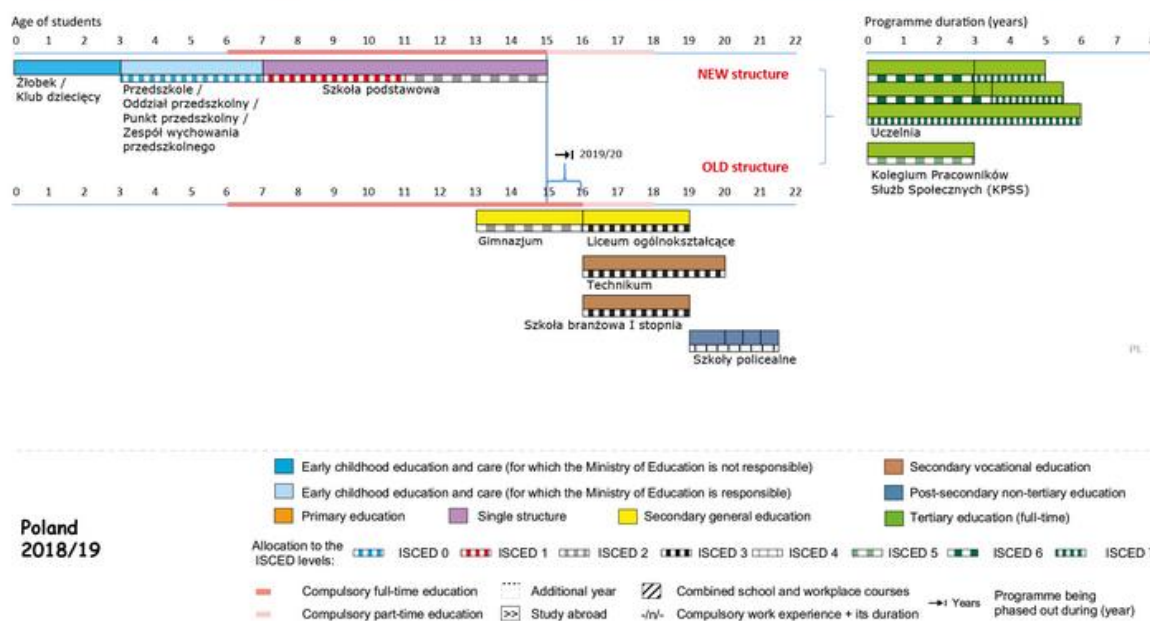 Age of students
Programme duration (years)
0 1 2 3 4 5 6 7 8 9 10 11 12 13 14 15 16 17 18 19 20 21 22
0 1 2 3 4 5 6 7 8
NEW structure
Żłobek /
Klub dziecięcy
Przedszkole /
Oddział przedszkolny /
Punkt przedszkolny /
Zespół wychowania
przedszkolnego
Szkoła podstawowa
Uczelnia
2019/20
OLD structure
Kolegium Pracowników
Służb Społecznych (KPSS)
0 1 2 3 4 5 6 7 8 9 10 11 12 13 14 15 16 17 18 19 20 21 22
Gimnazjum
Liceum ogólnokształcące
Technikum
Szkoła branżowa I stopnia
Szkoły policealne
PL
Early childhood education and care (for which the Ministry of Education is not responsible)
Secondary vocational education
Early childhood education and care (for which the Ministry of Education is responsible)
Post-secondary non-tertiary education
Primary education
Single structure
Secondary general education
Tertiary education (full-time)
Poland
2018/19
Allocation to the
ISCED levels:
ISCED 0
ISCED 1
ISCED 2
ISCED 3
ISCED 4
ISCED 5
ISCED 6
ISCED 7
Compulsory full-time education
Additional year
Combined school and workplace courses
Years
Programme being
phased out during (year)
Compulsory part-time education
>> Study abroad
-/n/- Compulsory work experience + its duration